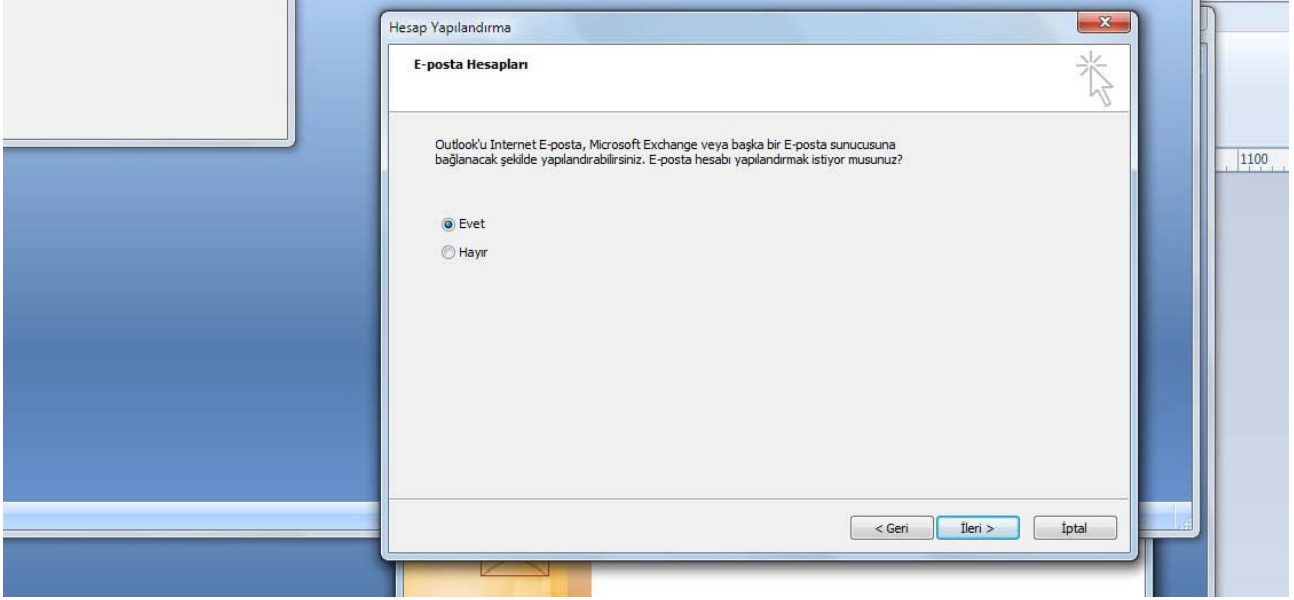 Hesap Yapılandırma
E-posta Hesapları
Outlook'u Internet E-posta, Microsoft Exchange veya başka bir E-posta sunucusuna
bağlanacak şekilde yapılandırabilirsiniz. E-posta hesabı yapılandırmak istiyor musunuz?
1100
Evet
Hayır
< Geri
İleri >
İptal